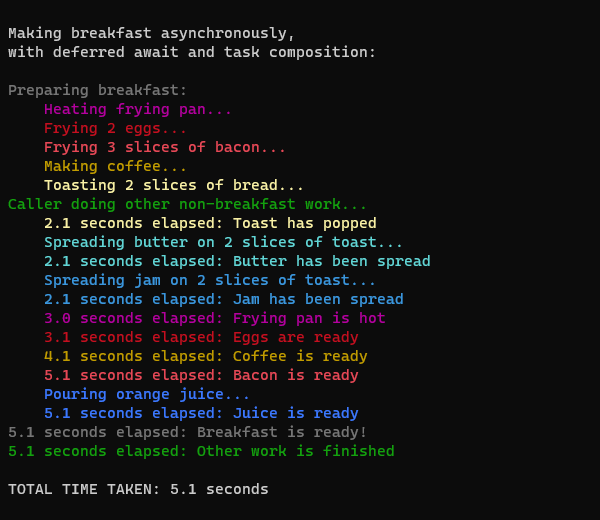 Making breakfast asynchronously,
with deferred await and task composition:
Preparing breakfast:
Heating frying pan...
Frying 2 eggs...
Frying 3 slices of bacon...
Making coffee...
Toasting 2 slices of bread...
Caller doing other non-breakfast work...
2.1 seconds elapsed: Toast has popped
Spreading butter on 2 slices of toast...
2.1 seconds elapsed: Butter has been spread
Spreading jam on 2 slices of toast...
2.1 seconds elapsed: Jam has been spread
3.0 seconds elapsed: Frying pan is hot
3.1 seconds elapsed: Eggs are ready
4.1 seconds elapsed: Coffee is ready
5.1 seconds elapsed: Bacon is ready
Pouring orange juice...
5.1 seconds elapsed: Juice is ready
5.1 seconds elapsed: Breakfast is ready!
5.1 seconds elapsed: Other work is finished
TOTAL TIME TAKEN: 5.1 seconds